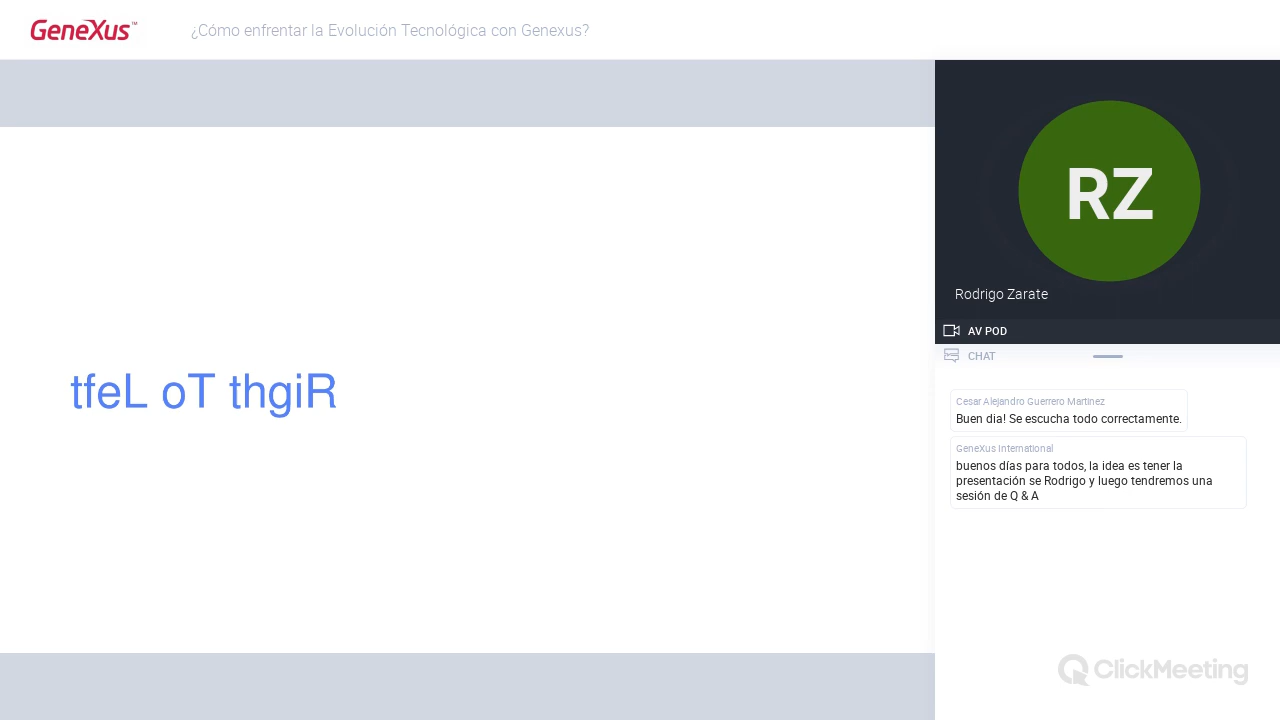 GeneXus™
¿Cómo enfrentar la Evolución Tecnológica con Genexus?
tfeL oT thgiR
RZ
Rodrigo Zarate
AV POD
CHAT
Cesar Alejandro Guerrero Martinez
Buen dia! Se escucha todo correctamente.
GeneXus International
buenos días para todos, la idea es tener la
presentación se Rodrigo y luego tendremos una
sesión de Q & A
ClickMeeting